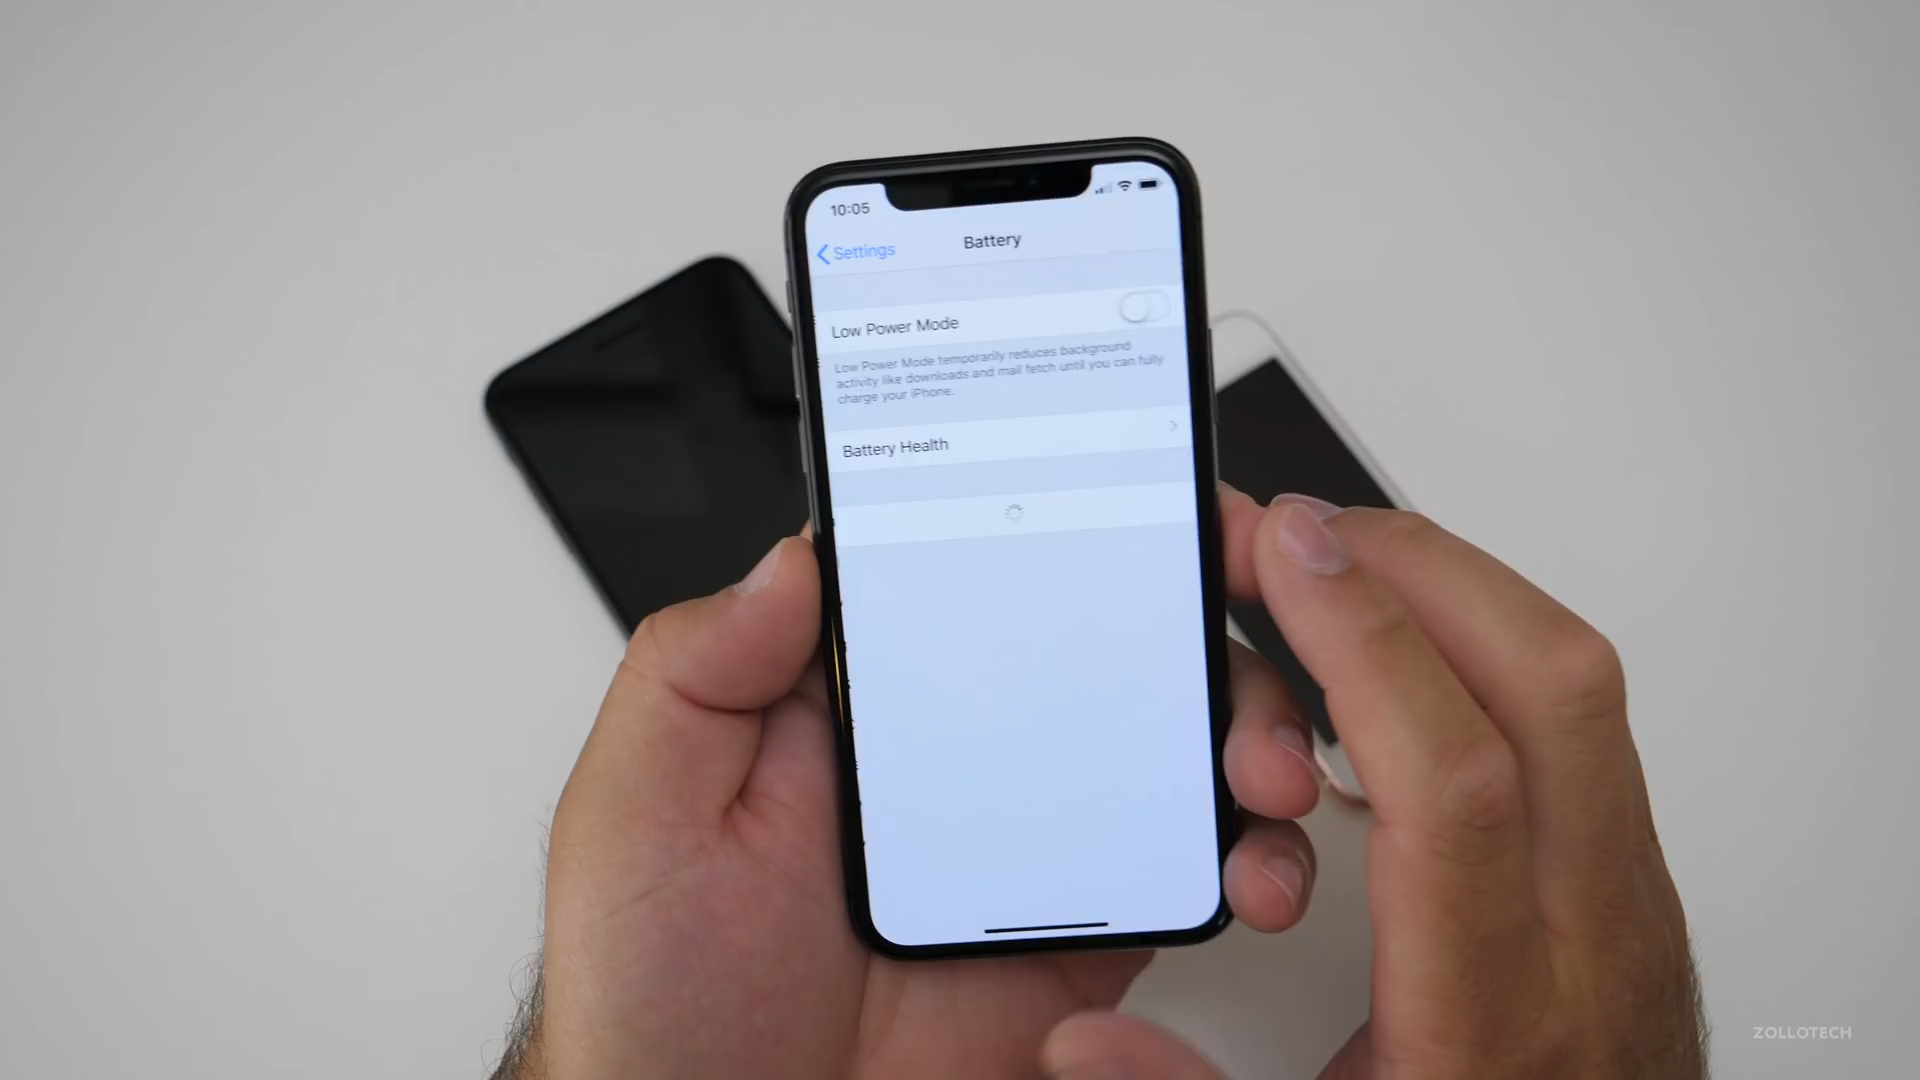 10:05
Settings
Battery
Low Power Mode
Low Power Mode temporarily reduces background
activity like downloads and mail fetch until you can fully
charge your iPhone.
Battery Health
ZOLLOTECH